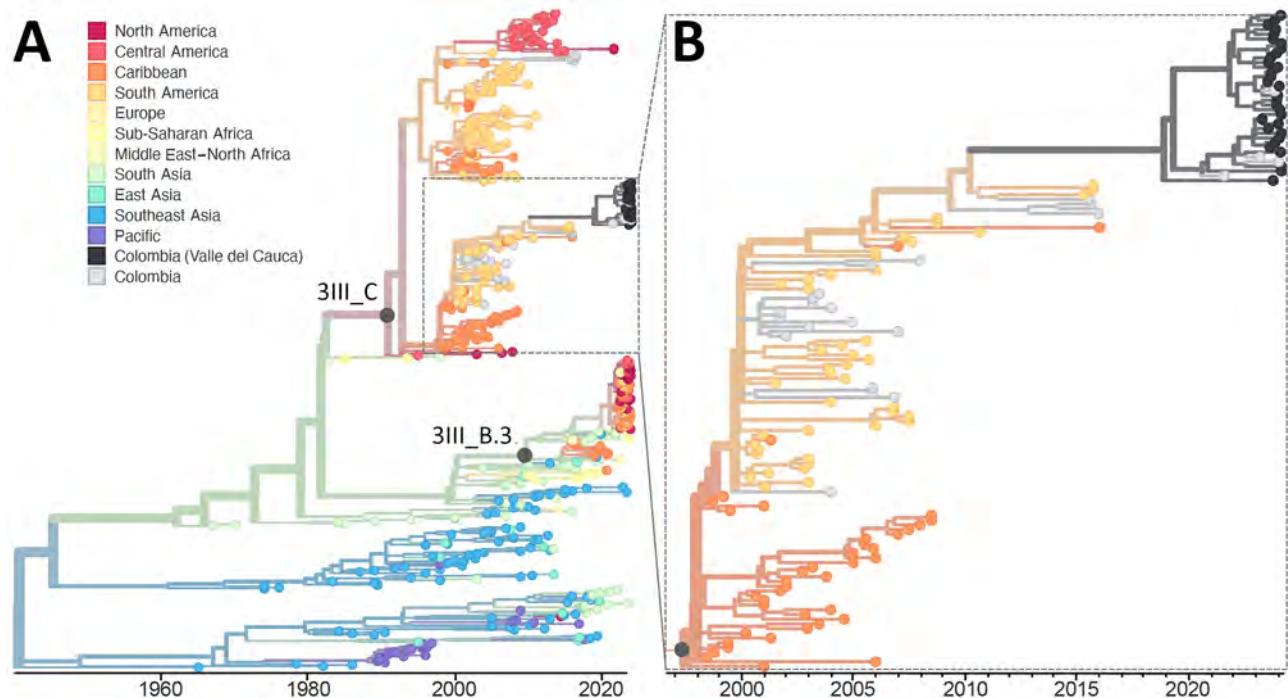 A
B
North America
Central America
Caribbean
South America
Europe
Sub-Saharan Africa
Middle East–North Africa
South Asia
East Asia
Southeast Asia
Pacific
Colombia (Valle del Cauca)
Colombia
3III_C
3III_B.3
1960 1980 2000 2020
2000 2005 2010 2015 2020